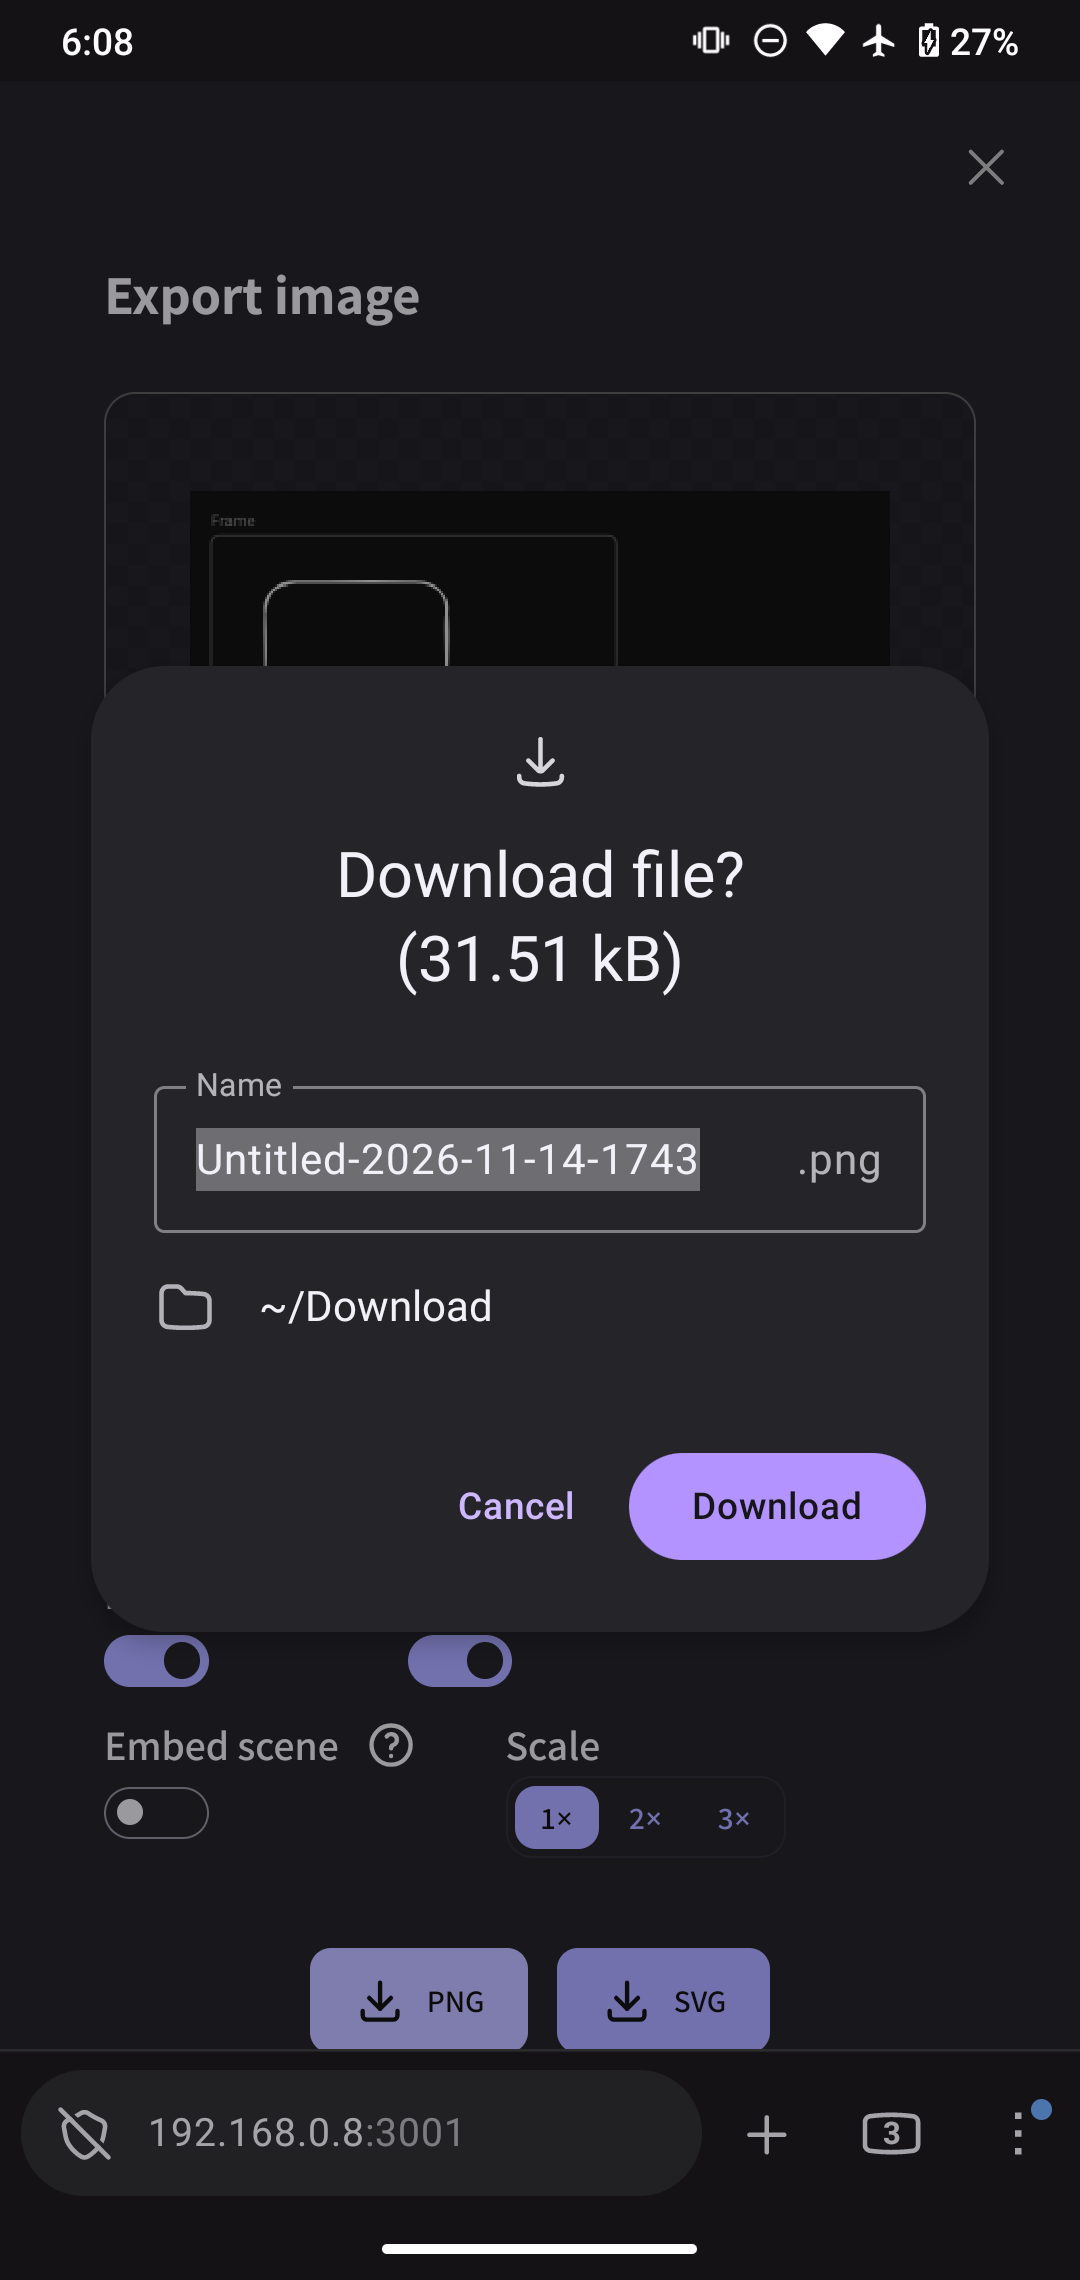 6:08
27%
Export image
Frame
Download file?
(31.51 kB)
Name
Untitled-2026-11-14-1743
.png
~/Download
Cancel
Download
Embed scene
Scale
1×
2×
3×
PNG
SVG
192.168.0.8:3001
3